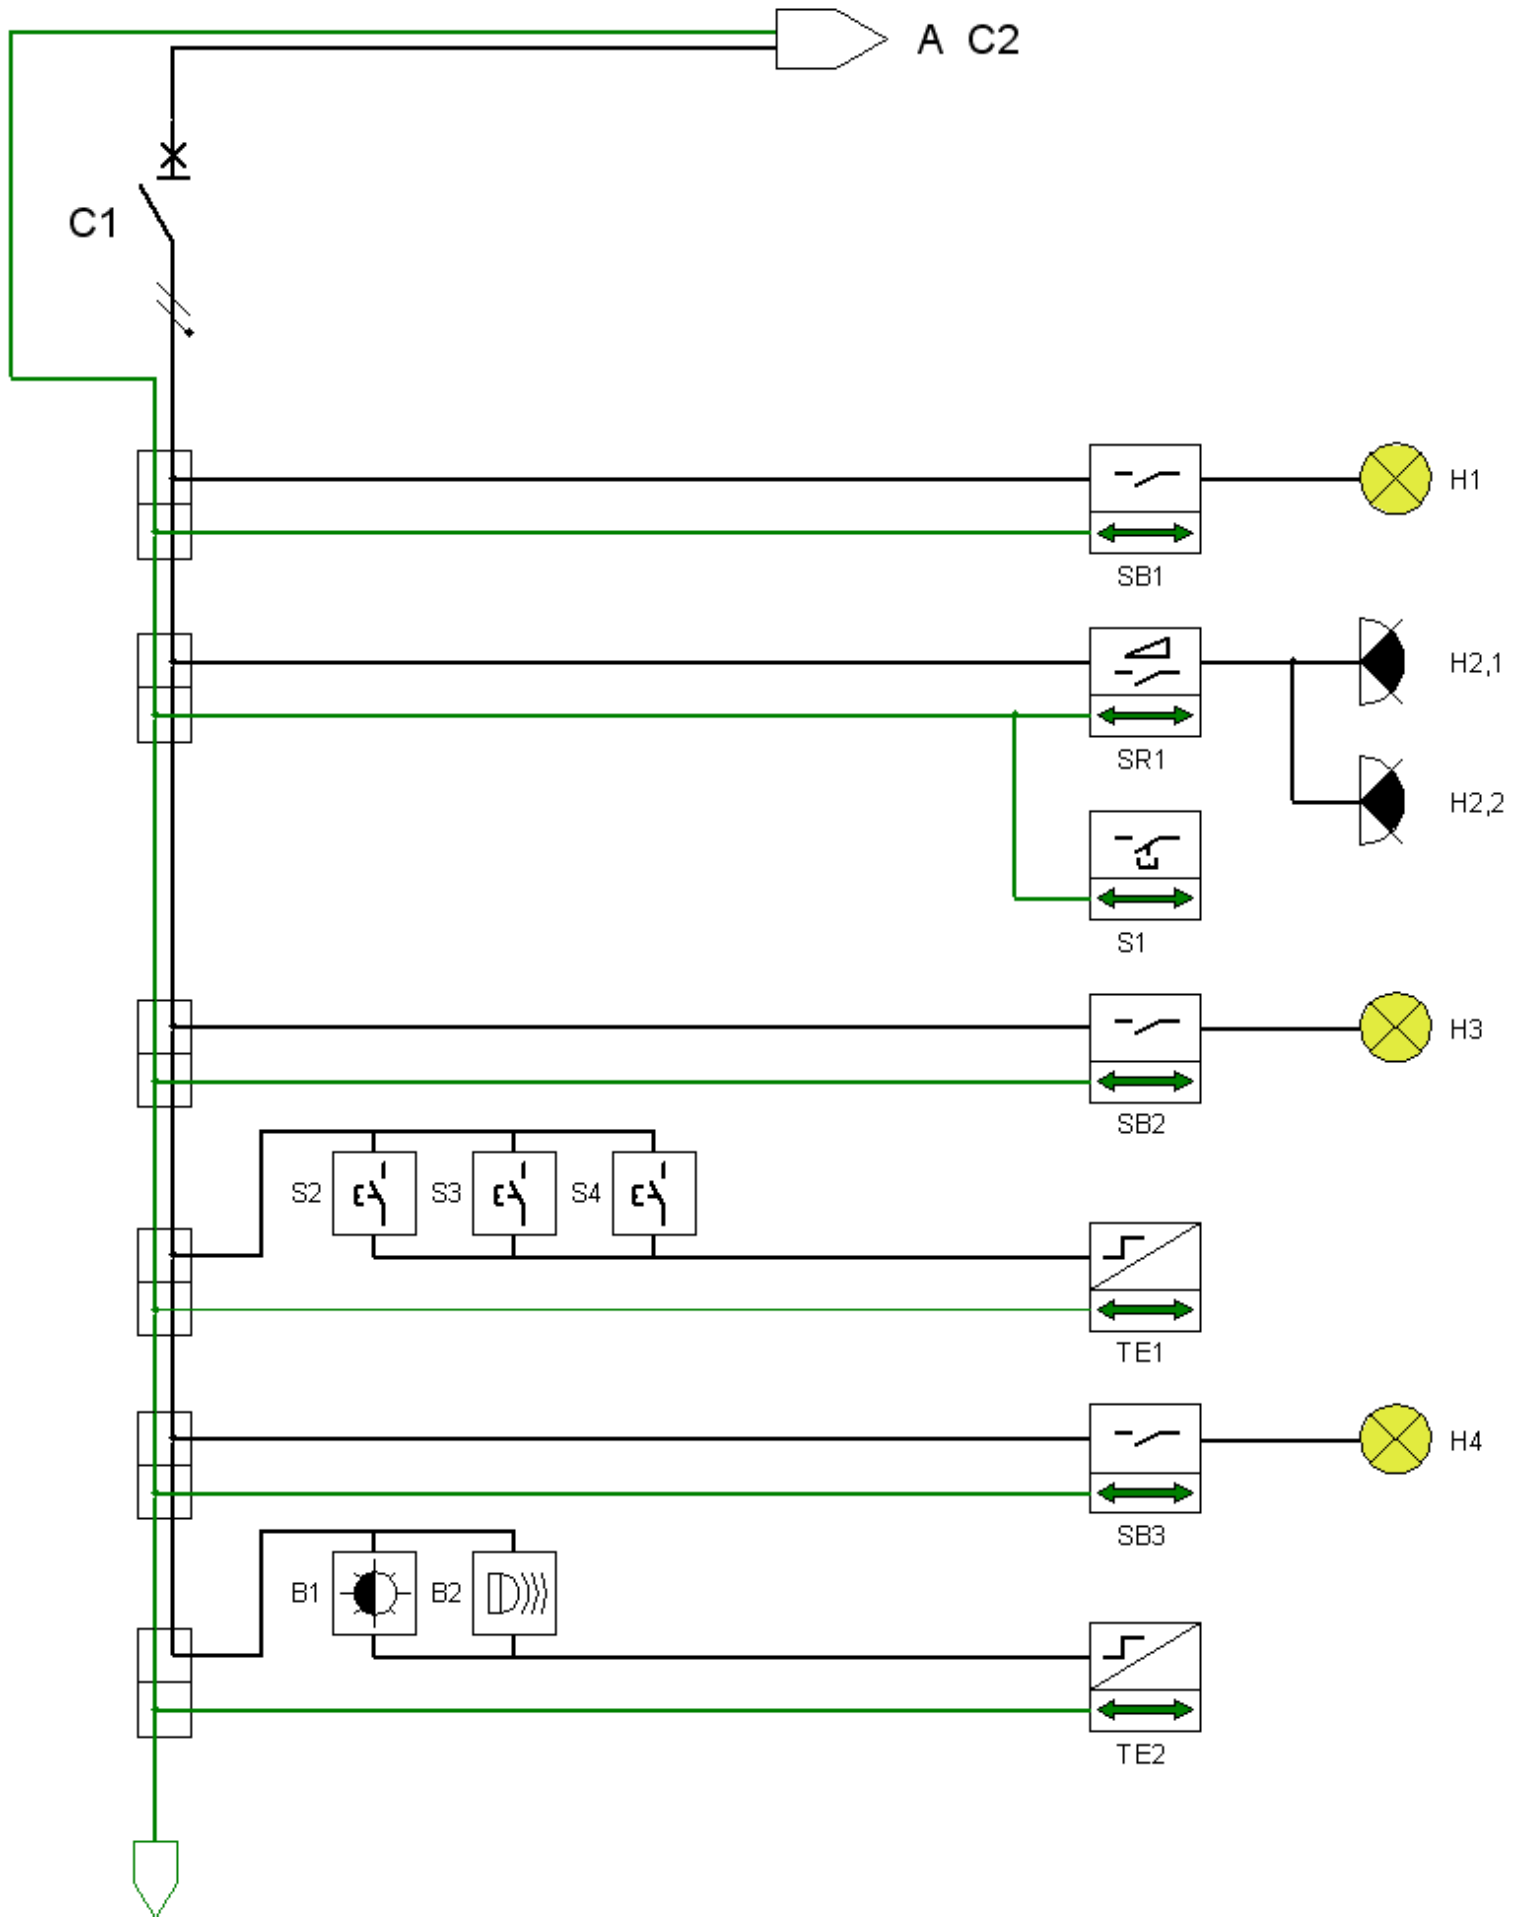 A C2
C1
H1
SB1
H2,1
SR1
H2,2
S1
H3
SB2
S2 S3 S4
TE1
H4
SB3
B1 B2
TE2